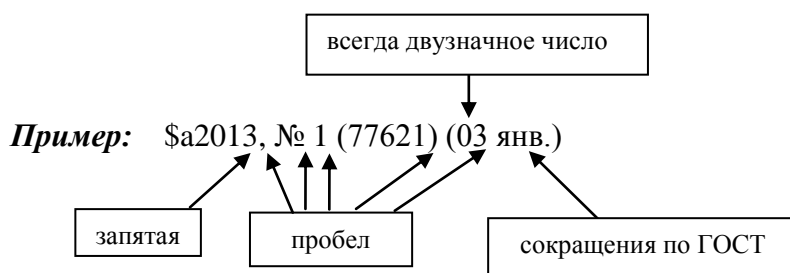 всегда двузначное число
Пример: $a2013, № 1 (77621) (03 янв.)
запятая
пробел
сокращения по ГОСТ